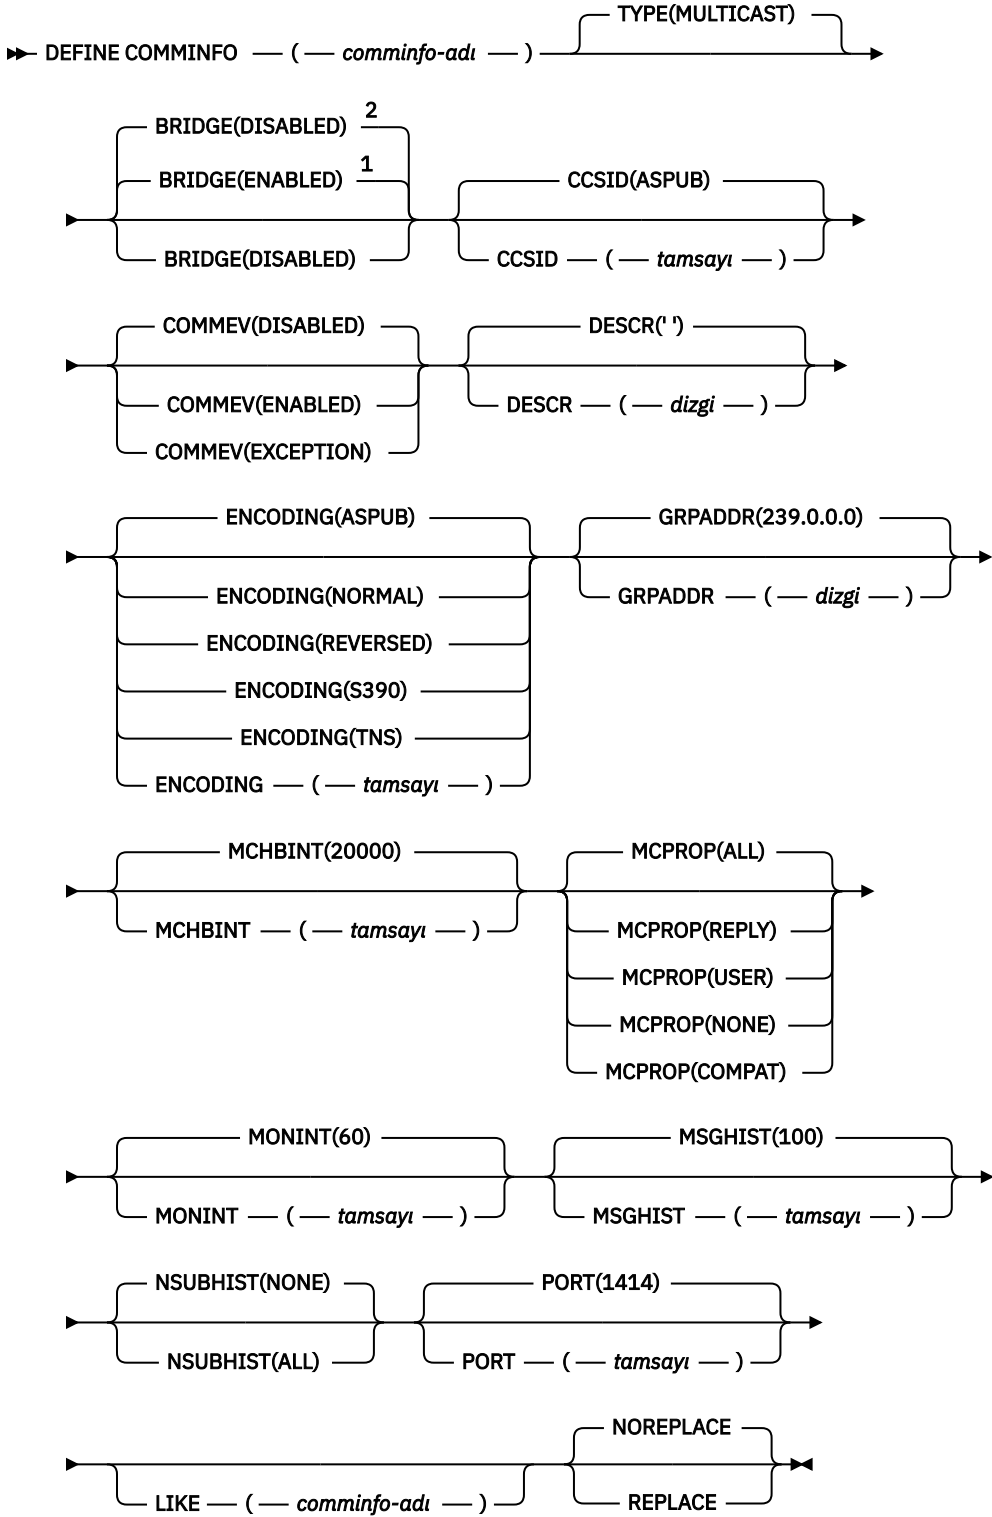 TYPE(MULTICAST)
DEFINE COMMINFO ( comminfo-adı )
BRIDGE(DISABLED) 2
BRIDGE(ENABLED) 1
BRIDGE(DISABLED)
CCSID(ASPUB)
CCSID ( tamsayı )
COMMEV(DISABLED)
COMMEV(ENABLED)
COMMEV(EXCEPTION)
DESCR(' ')
DESCR ( dizgi )
ENCODING(ASPUB)
ENCODING(NORMAL)
ENCODING(REVERSED)
ENCODING(S390)
ENCODING(TNS)
ENCODING ( tamsayı )
GRPADDR(239.0.0.0)
GRPADDR ( dizgi )
MCHBINT(20000)
MCHBINT ( tamsayı )
MCPROP(ALL)
MCPROP(REPLY)
MCPROP(USER)
MCPROP(NONE)
MCPROP(COMPAT)
MONINT(60)
MONINT ( tamsayı )
MSGHIST(100)
MSGHIST ( tamsayı )
NSUBHIST(NONE)
NSUBHIST(ALL)
PORT(1414)
PORT ( tamsayı )
LIKE ( comminfo-adı )
NOREPLACE
REPLACE